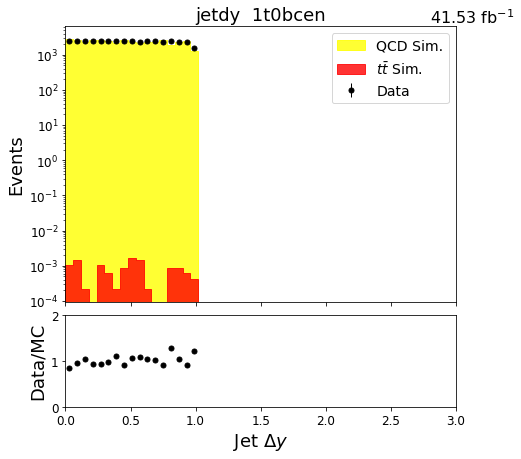 jetdy 1t0bcen
41.53 fb⁻¹
QCD Sim.
tt̄ Sim.
Data
Events
10³
10²
10¹
10⁰
10⁻¹
10⁻²
10⁻³
10⁻⁴
Data/MC
2
1
0
0.0 0.5 1.0 1.5 2.0 2.5 3.0
Jet Δy